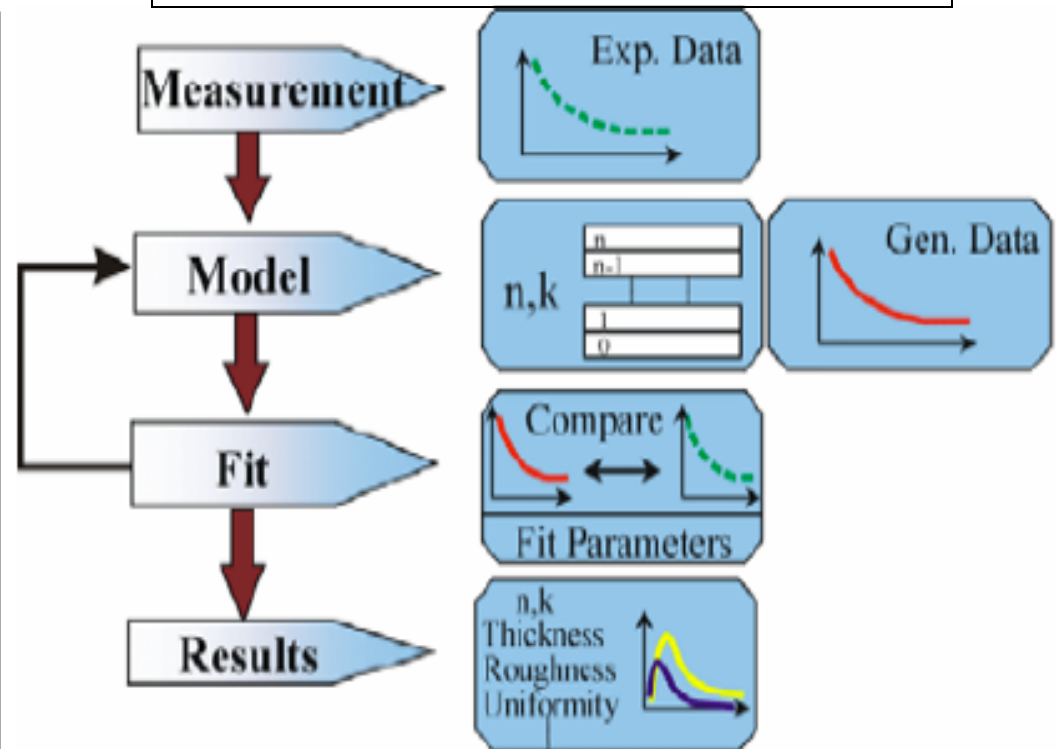 Measurement
Exp. Data
Model
n,k
n
n-1
1
0
Gen. Data
Fit
Compare
Fit Parameters
Results
n,k
Thickness
Roughness
Uniformity